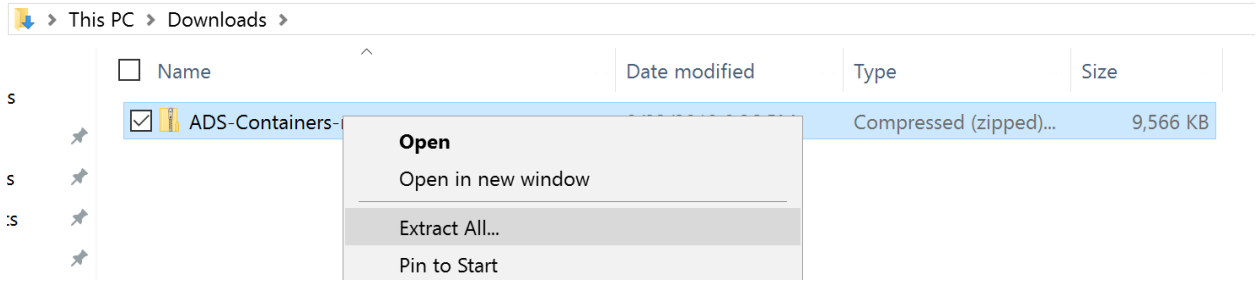 This PC > Downloads >
Name Date modified Type Size
s
ADS-Containers- Compressed (zipped)... 9,566 KB
Open
Open in new window
s
ts
Extract All...
Pin to Start